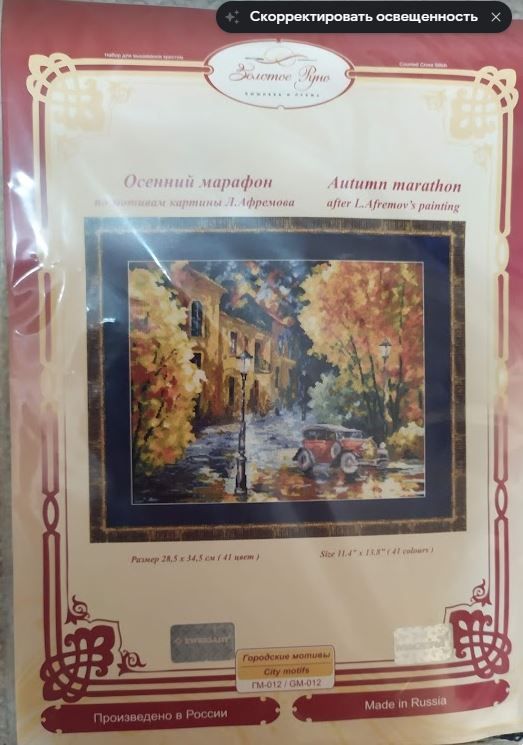 Скорректировать освещенность
Набор для вышивания крестом
Counted Cross Stitch
Золотое Руно
Осенний марафон
по мотивам картины Л.Афремова
Autumn marathon
after L.Afremov's painting
Размер 28,5 х 34,5 см ( 41 цвет )
Size 11.4" x 13.8" ( 41 colours )
Городские мотивы
City motifs
ГМ-012 / GM-012
Произведено в России
Made in Russia